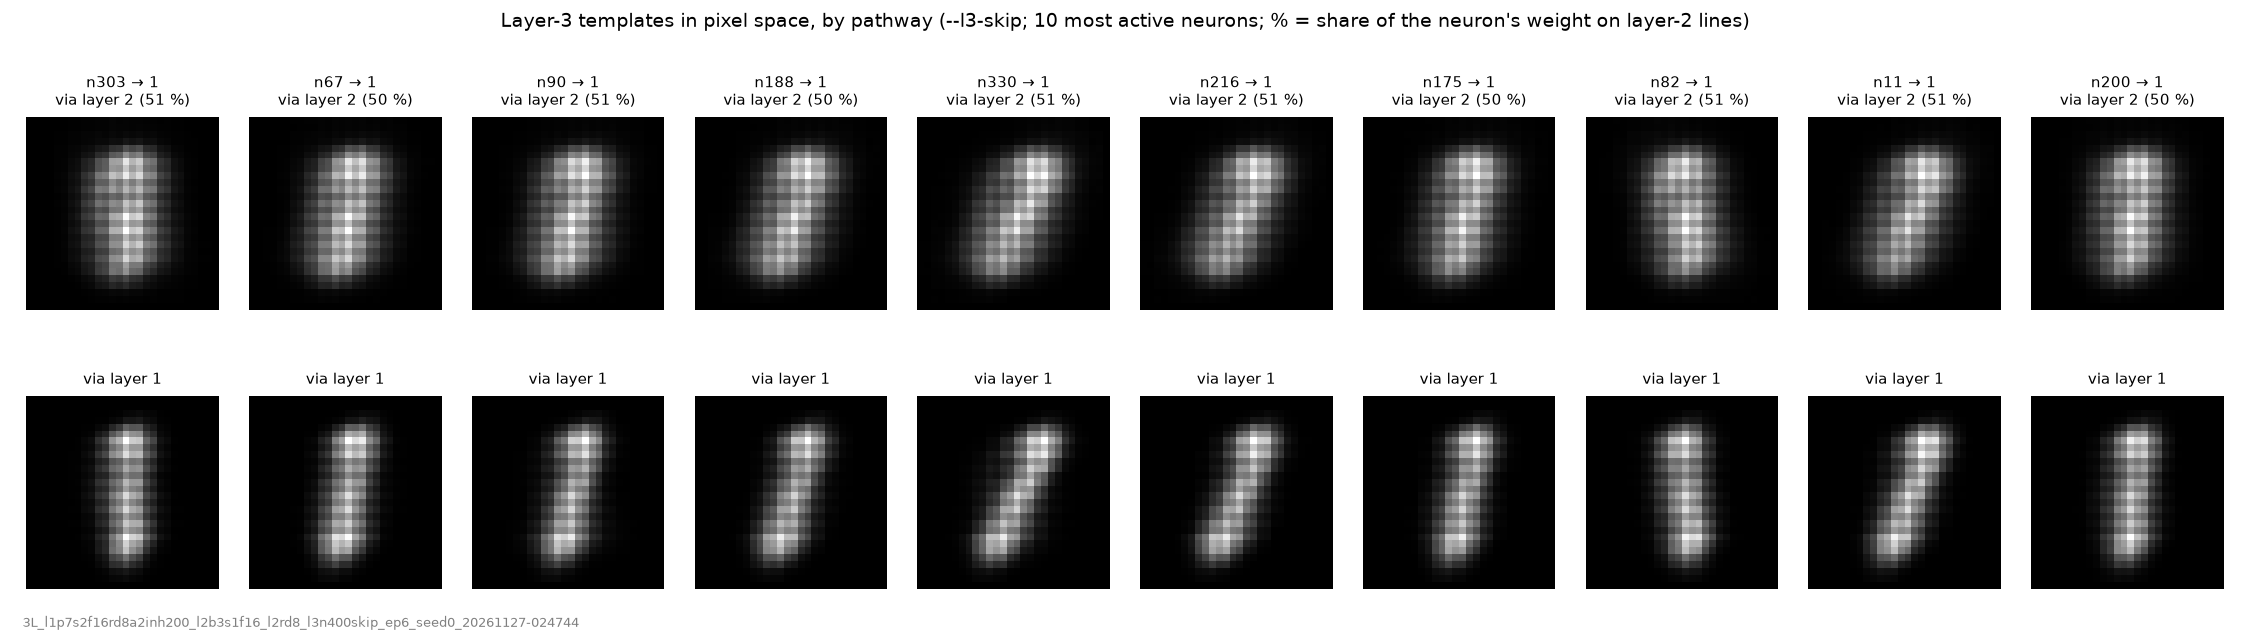 Layer-3 templates in pixel space, by pathway (--l3-skip; 10 most active neurons; % = share of the neuron's weight on layer-2 lines)
n303 → 1
via layer 2 (51 %)
n67 → 1
via layer 2 (50 %)
n90 → 1
via layer 2 (51 %)
n188 → 1
via layer 2 (50 %)
n330 → 1
via layer 2 (51 %)
n216 → 1
via layer 2 (51 %)
n175 → 1
via layer 2 (50 %)
n82 → 1
via layer 2 (51 %)
n11 → 1
via layer 2 (51 %)
n200 → 1
via layer 2 (50 %)
via layer 1
via layer 1
via layer 1
via layer 1
via layer 1
via layer 1
via layer 1
via layer 1
via layer 1
via layer 1
3L_l1p7s2f16rd8a2inh200_l2b3s1f16_l2rd8_l3n400skip_ep6_seed0_20261127-024744